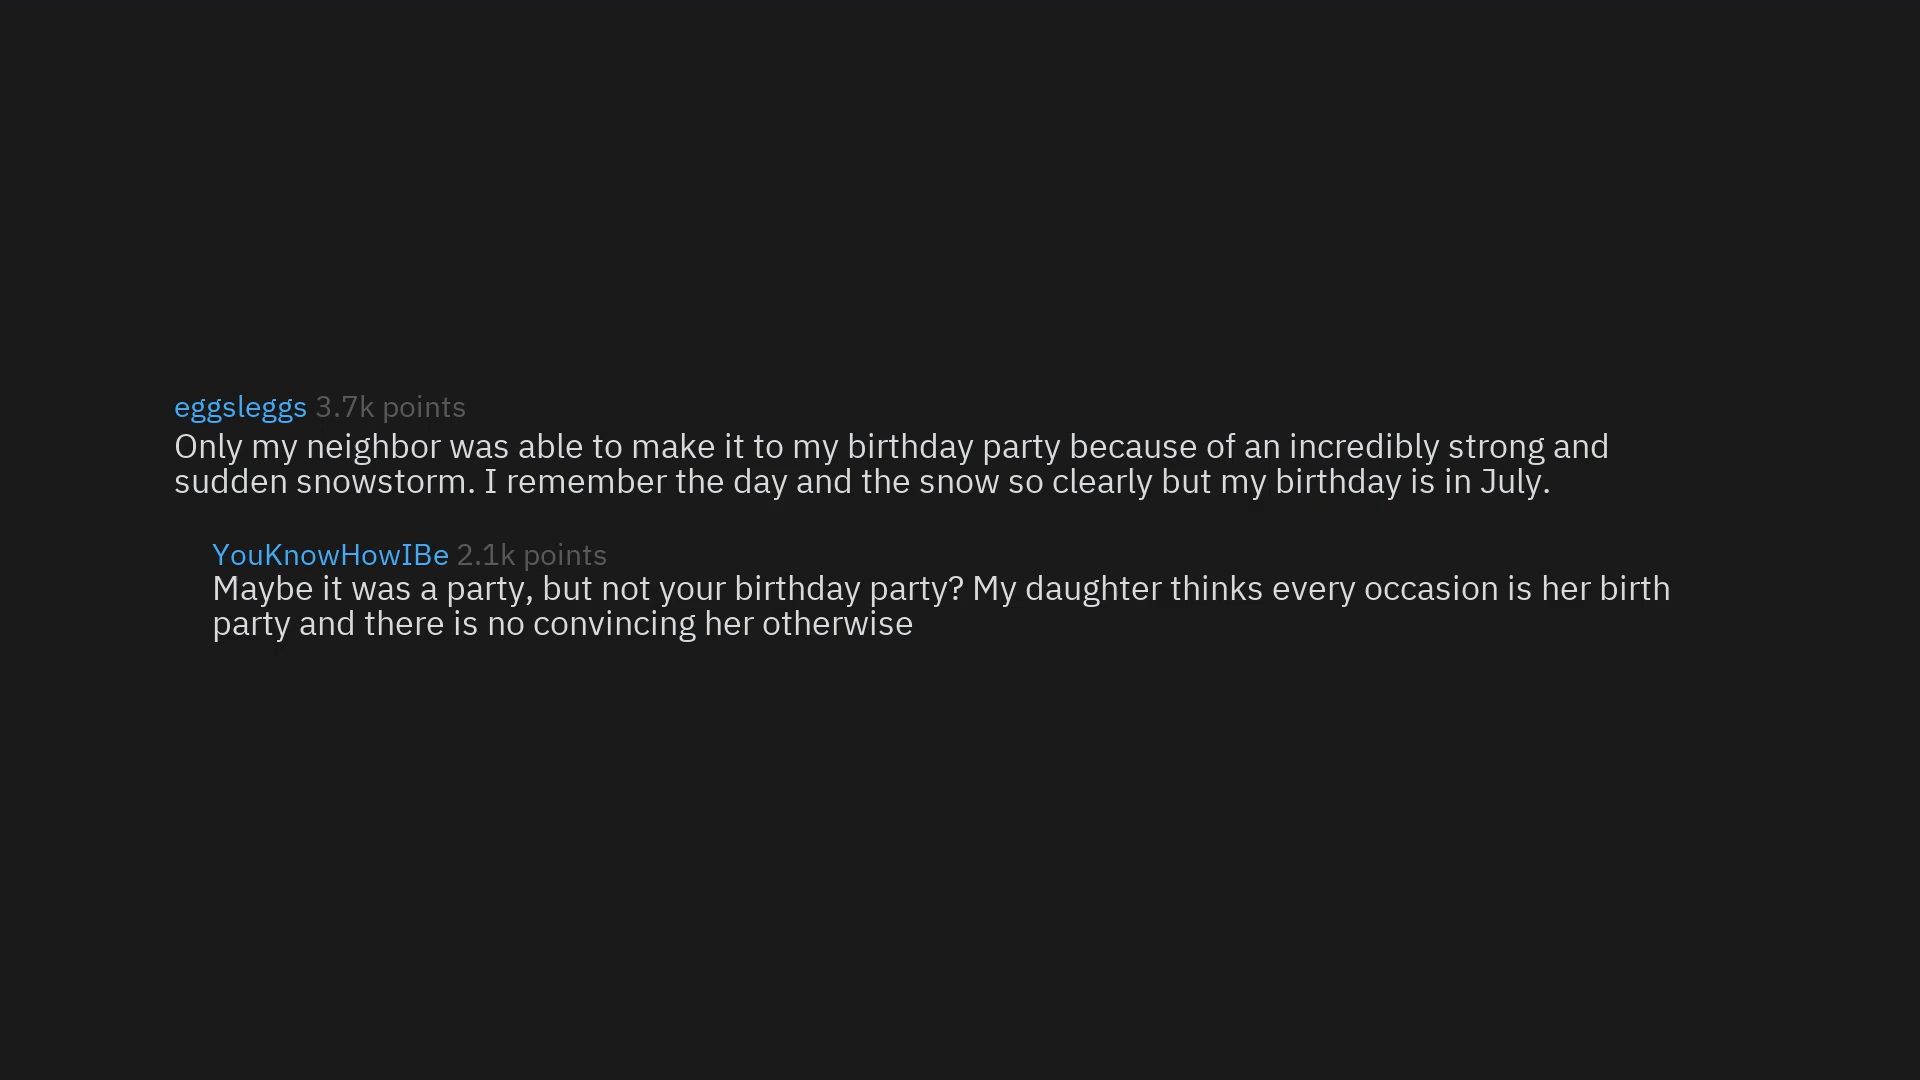 eggsleggs 3.7k points
Only my neighbor was able to make it to my birthday party because of an incredibly strong and
sudden snowstorm. I remember the day and the snow so clearly but my birthday is in July.
YouKnowHowIBe 2.1k points
Maybe it was a party, but not your birthday party? My daughter thinks every occasion is her birth
party and there is no convincing her otherwise